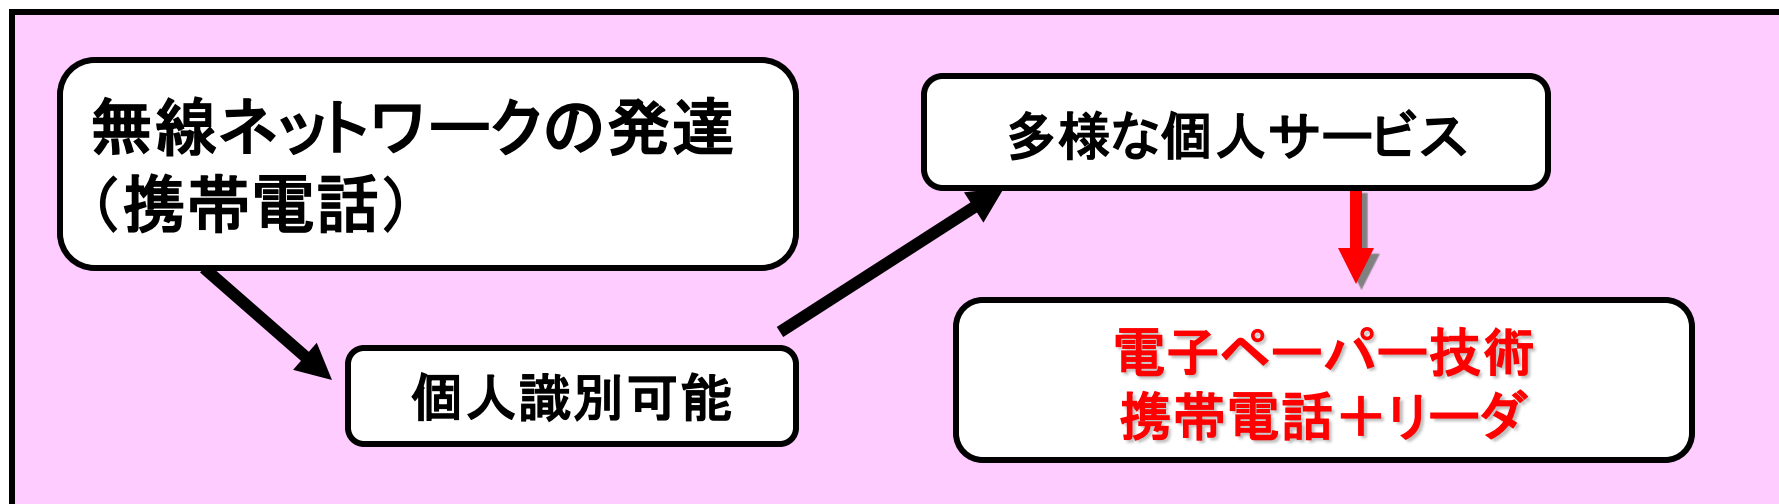 無線ネットワークの発達
（携帯電話）
個人識別可能
多様な個人サービス
電子ペーパー技術
携帯電話＋リーダ